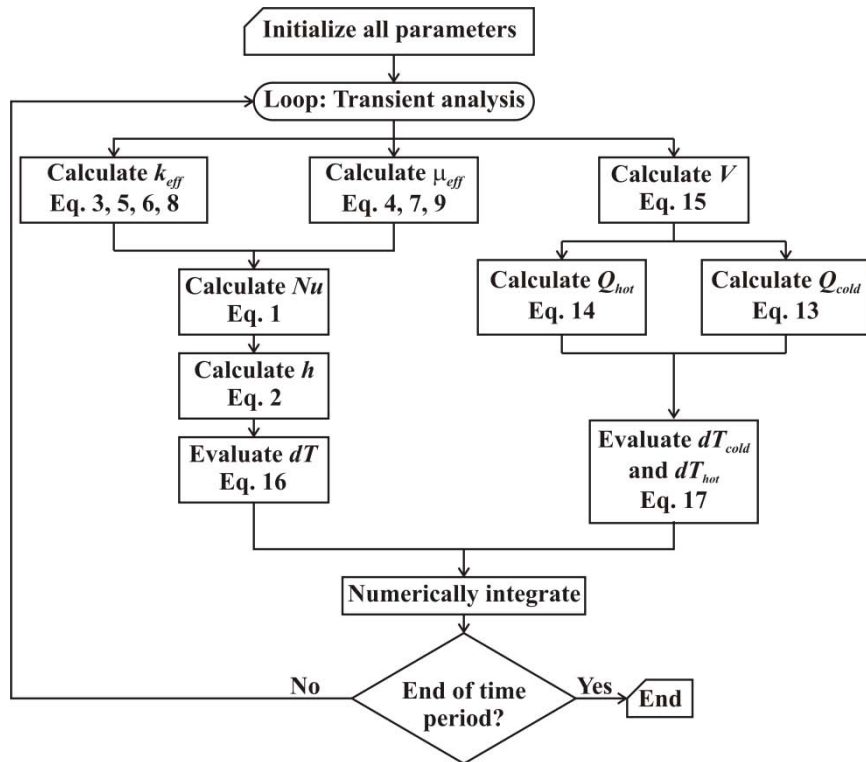 Initialize all parameters
Loop: Transient analysis
Calculate k_eff
Eq. 3, 5, 6, 8
Calculate μ_eff
Eq. 4, 7, 9
Calculate V
Eq. 15
Calculate Nu
Eq. 1
Calculate Q_hot
Eq. 14
Calculate Q_cold
Eq. 13
Calculate h
Eq. 2
Evaluate dT
Eq. 16
Evaluate dT_cold
and dT_hot
Eq. 17
Numerically integrate
No
End of time
period?
Yes
End